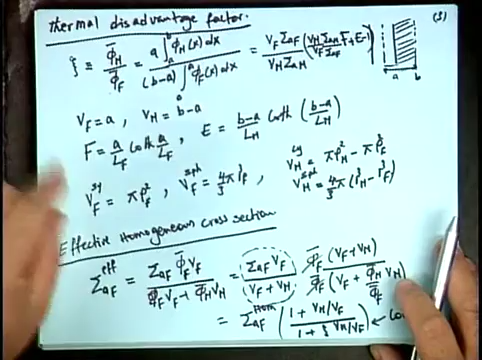 Thermal disadvantage factor. (3)
ξ ≡ Φ̄_H / Φ̄_F = a ∫_a^b Φ_H(x) dx / (b-a) ∫_0^a Φ_F(x) dx = V_F Σ_aF / V_H Σ_aH ( V_H Σ_aH / V_F Σ_aF F + E - 1 )
a b
V_F = a , V_H = b-a
F = a/L_F coth a/L_F , E = b-a/L_H coth ( b-a / L_H )
V_F^cy = πρ_F^2 , V_F^sph = 4/3 π r_F^3 , V_H^cy = πρ_H^2 - πρ_F^2
V_H^sph = 4/3 π (r_H^3 - r_F^3)
Effective Homogeneous cross section
Σ_aF^eff = Σ_aF Φ̄_F V_F / Φ̄_F V_F + Φ̄_H V_H = Σ_aF V_F / V_F + V_H Φ̄_F (V_F + V_H) / Φ̄_F (V_F + Φ̄_H/Φ̄_F V_H)
= Σ_aF^Hom ( 1 + V_H/V_F / 1 + ξ V_H/V_F ) ←